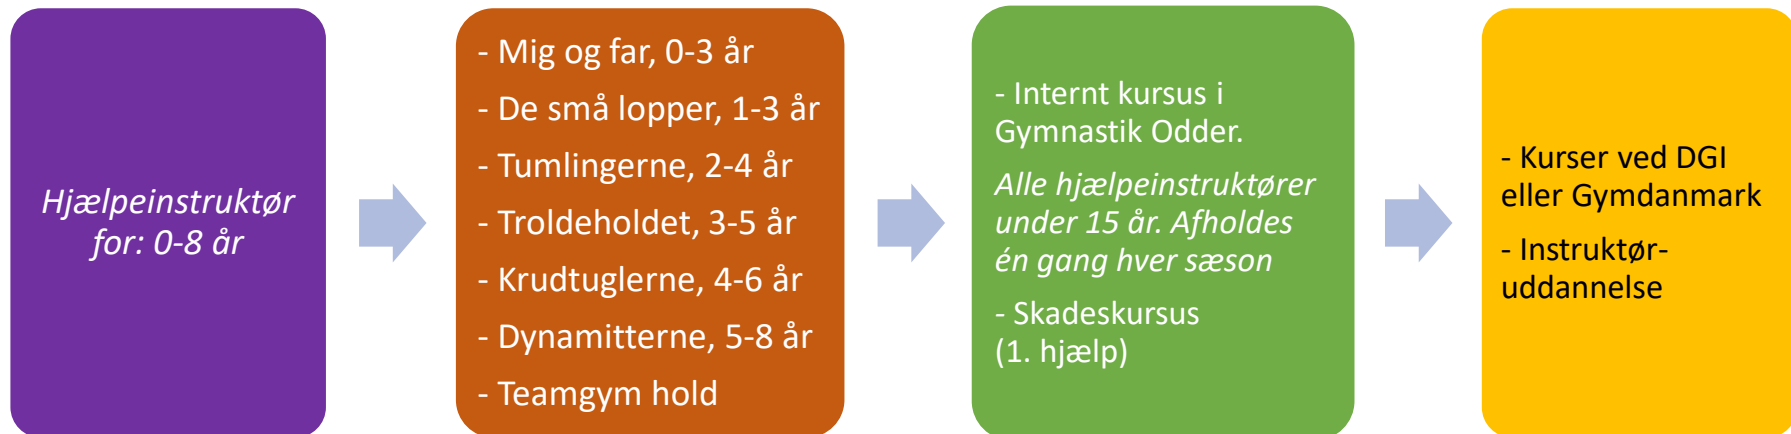 Hjælpeinstruktør
for: 0-8 år
- Mig og far, 0-3 år
- De små lopper, 1-3 år
- Tumlingerne, 2-4 år
- Troldeholdet, 3-5 år
- Krudtuglerne, 4-6 år
- Dynamitterne, 5-8 år
- Teamgym hold
- Internt kursus i
Gymnastik Odder.
Alle hjælpeinstruktører
under 15 år. Afholdes
én gang hver sæson
- Skadeskursus
(1. hjælp)
- Kurser ved DGI
eller Gymdanmark
- Instruktør-
uddannelse